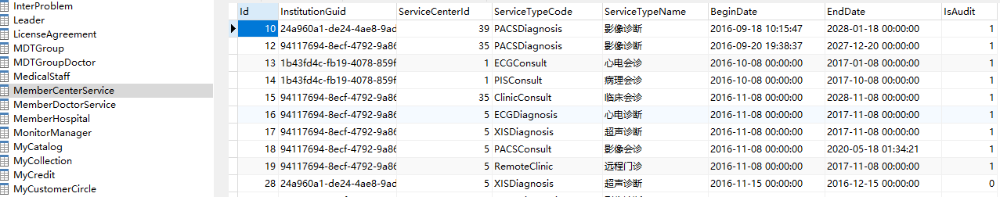 InterProblem
Leader
LicenseAgreement
MDTGroup
MDTGroupDoctor
MedicalStaff
MemberCenterService
MemberDoctorService
MemberHospital
MonitorManager
MyCatalog
MyCollection
MyCredit
MyCustomerCircle
Id InstitutionGuid ServiceCenterId ServiceTypeCode ServiceTypeName BeginDate EndDate IsAudit
10 24a960a1-de24-4ae8-9ad 39 PACSDiagnosis 影像诊断 2016-09-18 10:15:47 2028-01-18 00:00:00 1
12 94117694-8ecf-4792-9a86 35 PACSDiagnosis 影像诊断 2016-09-20 19:38:37 2027-12-20 00:00:00 1
13 1b43fd4c-fb19-4078-859f 1 ECGConsult 心电会诊 2016-10-08 00:00:00 2017-01-08 00:00:00 1
14 1b43fd4c-fb19-4078-859f 1 PISConsult 病理会诊 2016-10-08 00:00:00 2017-10-08 00:00:00 1
15 94117694-8ecf-4792-9a86 35 ClinicConsult 临床会诊 2016-11-08 00:00:00 2028-11-08 00:00:00 1
16 94117694-8ecf-4792-9a86 5 ECGDiagnosis 心电诊断 2016-11-08 00:00:00 2017-11-08 00:00:00 1
17 94117694-8ecf-4792-9a86 5 XISDiagnosis 超声诊断 2016-11-08 00:00:00 2017-11-08 00:00:00 1
18 94117694-8ecf-4792-9a86 5 PACSConsult 影像会诊 2016-11-08 00:00:00 2020-05-18 01:34:21 1
19 94117694-8ecf-4792-9a86 5 RemoteClinic 远程门诊 2016-11-08 00:00:00 2017-11-08 00:00:00 1
28 24a960a1-de24-4ae8-9ad 5 XISDiagnosis 超声诊断 2016-11-15 00:00:00 2016-12-15 00:00:00 0